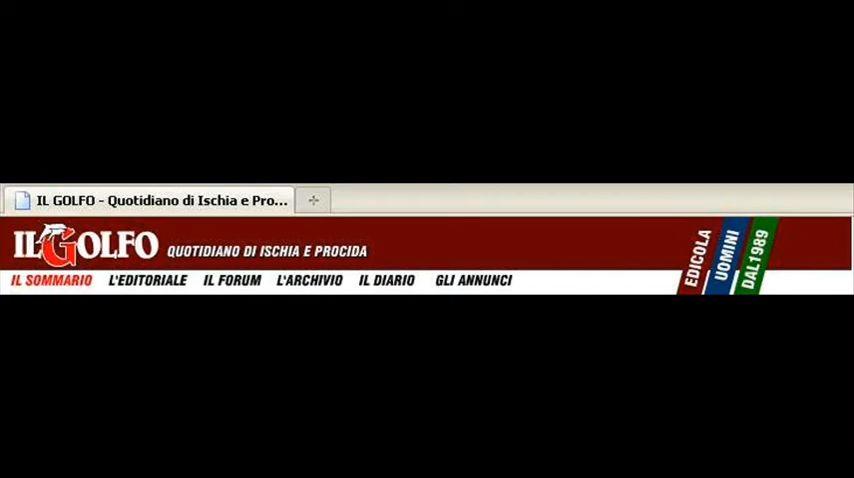 IL GOLFO - Quotidiano di Ischia e Pro...
IL GOLFO QUOTIDIANO DI ISCHIA E PROCIDA
IL SOMMARIO L'EDITORIALE IL FORUM L'ARCHIVIO IL DIARIO GLI ANNUNCI
EDICOLA
UOMINI
DAL1989